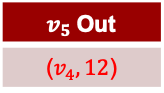 𝒗₅ Out
(𝒗₄, 12)